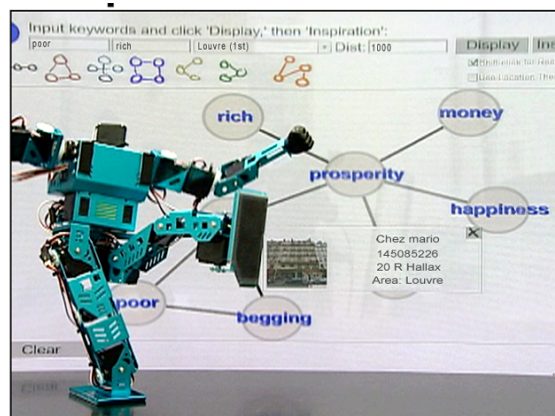 Input keywords and click 'Display,' then 'Inspiration':
poor rich Louvre (1st) Dist: 1000 Display
rich
money
prosperity
happiness
Chez mario
145085226
20 R Hallax
Area: Louvre
poor
begging
Clear